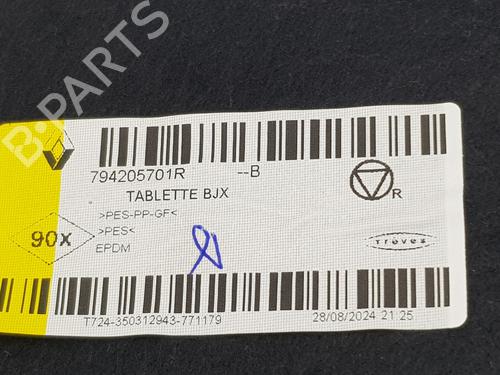 B-PARTS
794205701R --B
TABLETTE BJX
>PES-PP-GF<
>PES<
EPDM
R
90x
Treves
T724-350312943-771179
28/08/2024 21:25